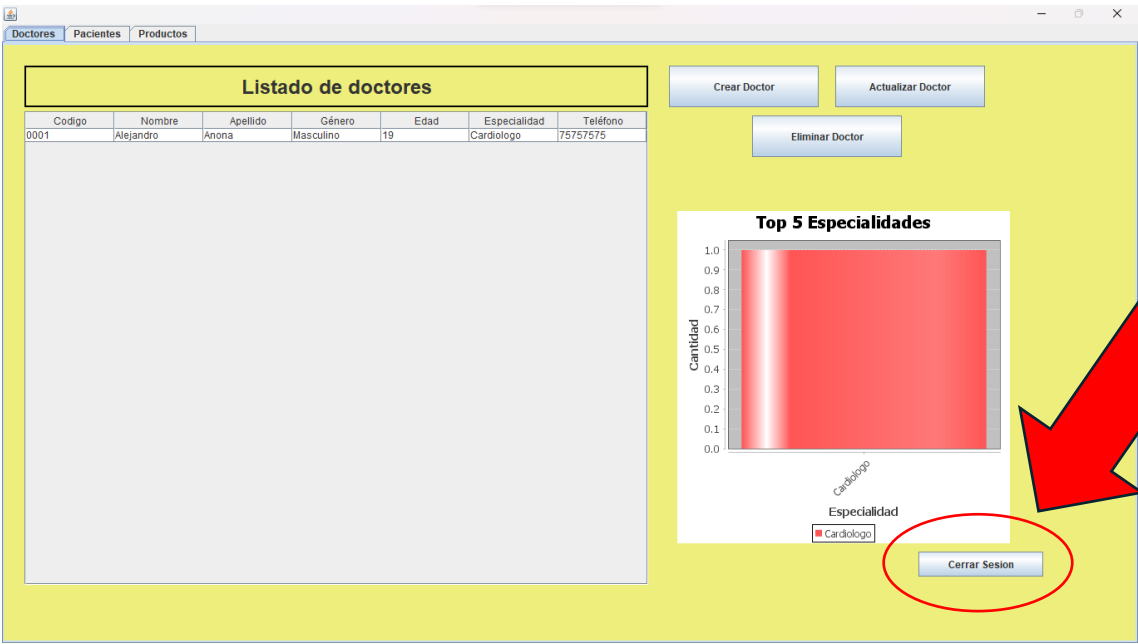 Doctores Pacientes Productos
Listado de doctores
Crear Doctor Actualizar Doctor
Eliminar Doctor
Codigo Nombre Apellido Género Edad Especialidad Teléfono
0001 Alejandro Anona Masculino 19 Cardiologo 75757575
Top 5 Especialidades
Cantidad
1.0
0.9
0.8
0.7
0.6
0.5
0.4
0.3
0.2
0.1
0.0
Cardiologo
Especialidad
Cardiologo
Cerrar Sesion